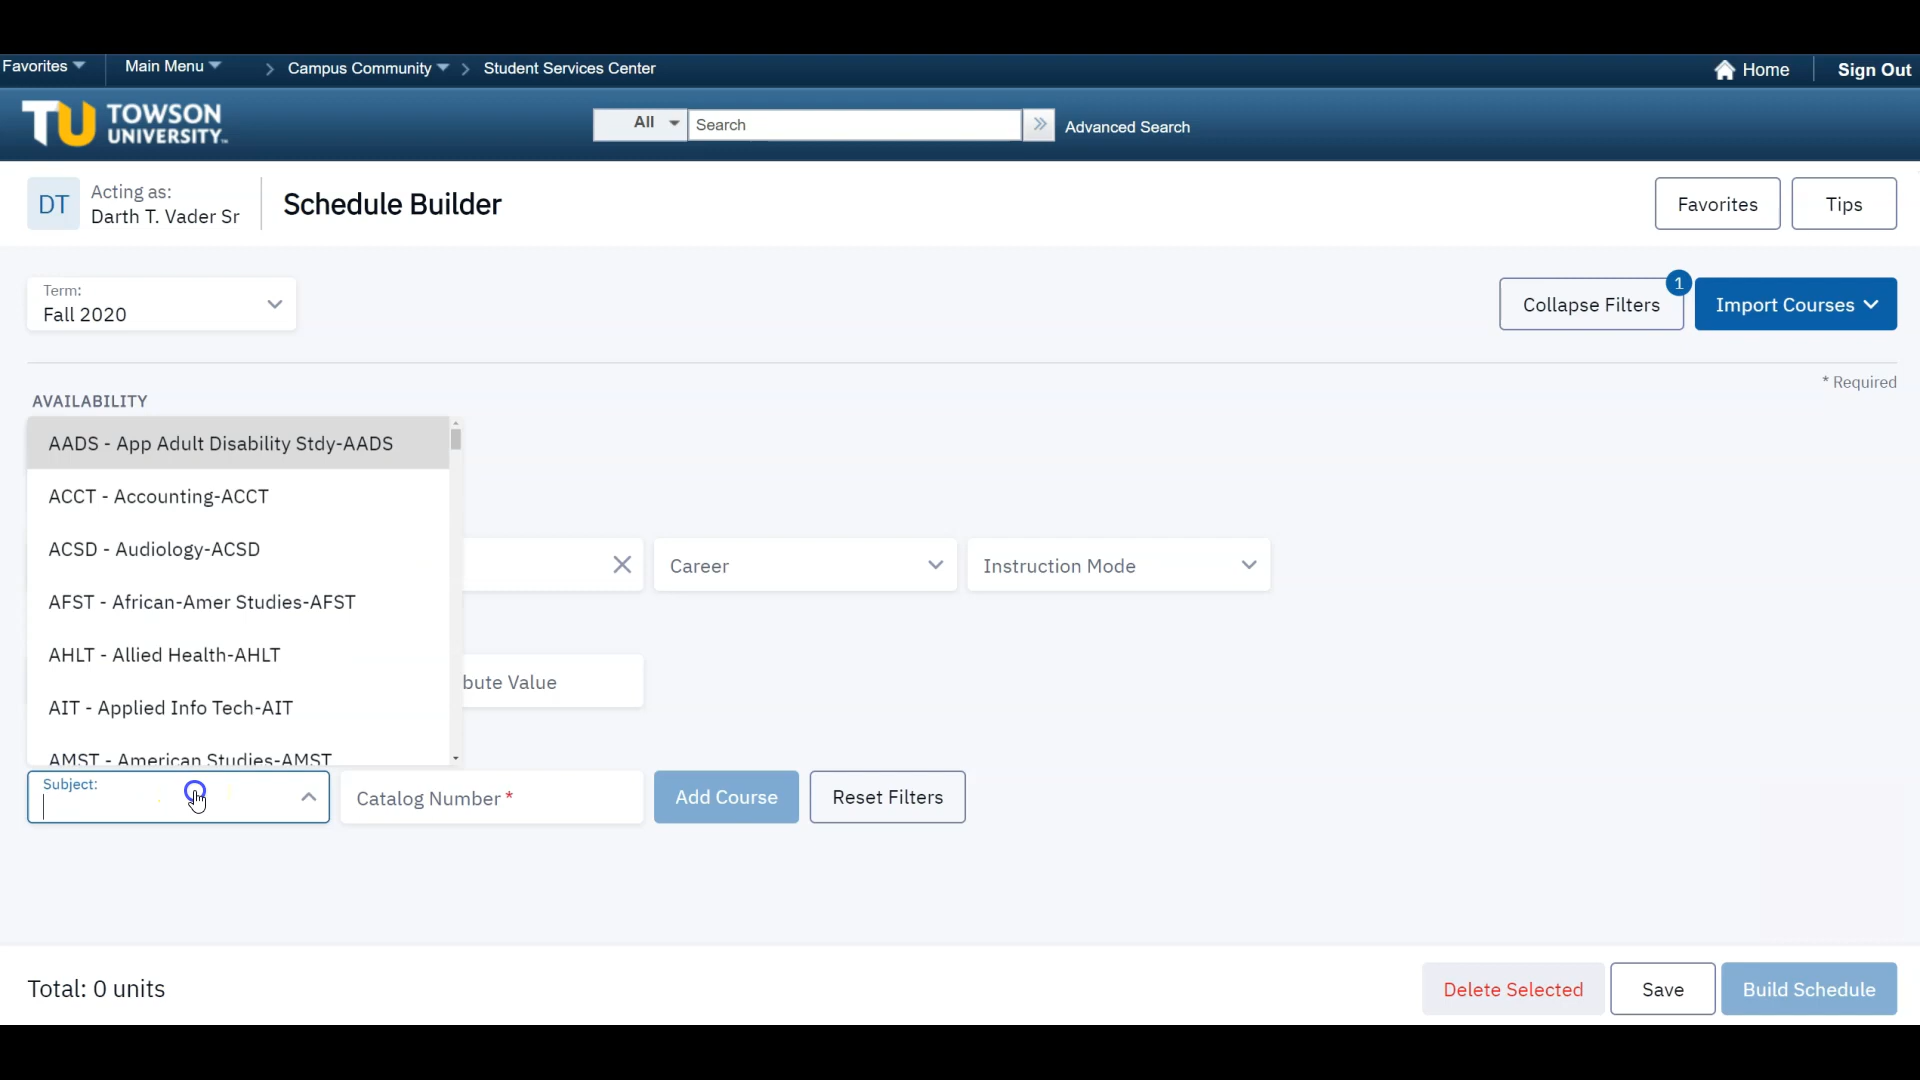 Favorites
Main Menu
> Campus Community > Student Services Center
Home
Sign Out
TU TOWSON UNIVERSITY™
All
Search
»
Advanced Search
DT
Acting as:
Darth T. Vader Sr
Schedule Builder
Favorites
Tips
Term:
Fall 2020
Collapse Filters
1
Import Courses
* Required
AVAILABILITY
AADS - App Adult Disability Stdy-AADS
ACCT - Accounting-ACCT
ACSD - Audiology-ACSD
AFST - African-Amer Studies-AFST
AHLT - Allied Health-AHLT
AIT - Applied Info Tech-AIT
AMST - American Studies-AMST
Career
Instruction Mode
bute Value
Subject:
Catalog Number *
Add Course
Reset Filters
Total: 0 units
Delete Selected
Save
Build Schedule